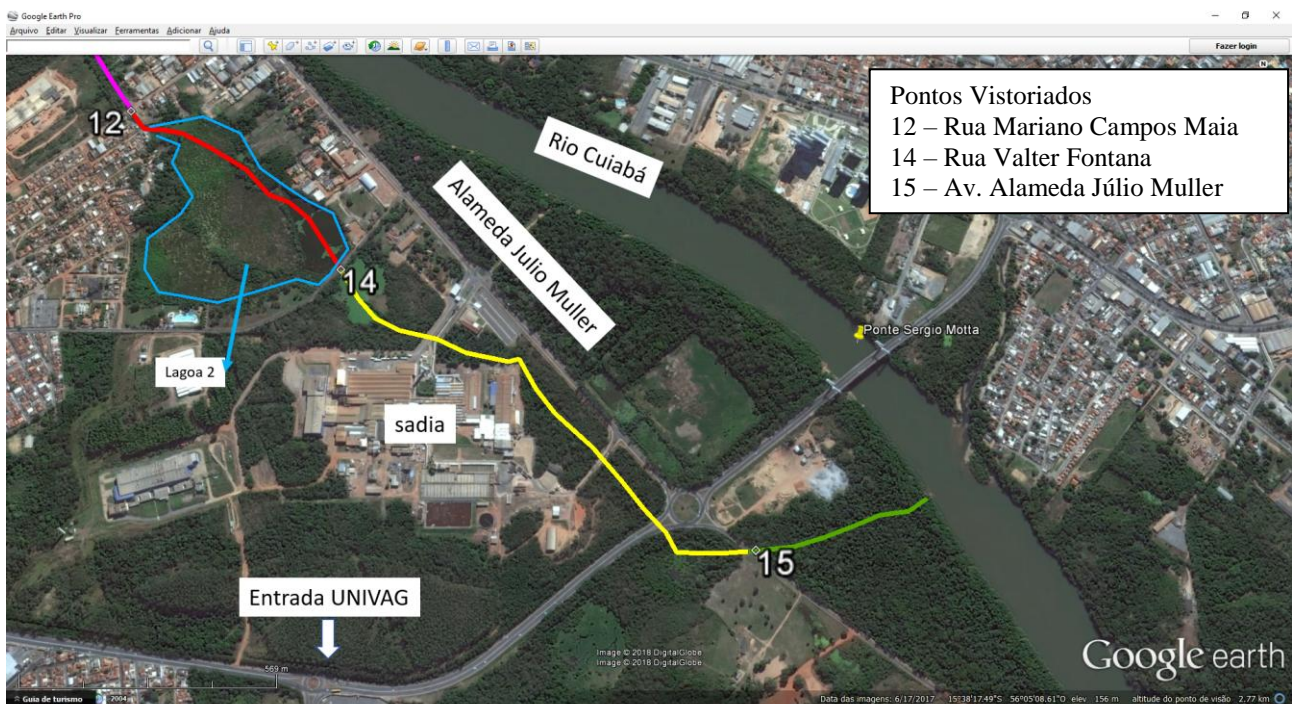 Google Earth Pro
Arquivo Editar Visualizar Ferramentas Adicionar Ajuda
Fazer login
N
Pontos Vistoriados
12 – Rua Mariano Campos Maia
14 – Rua Valter Fontana
15 – Av. Alameda Júlio Muller
12
Rio Cuiabá
Alameda Julio Muller
14
Ponte Sergio Motta
Lagoa 2
sadia
15
Entrada UNIVAG
569 m
Image © 2018 DigitalGlobe
Image © 2018 DigitalGlobe
Google earth
Guia de turismo
2004
Data das imagens: 6/17/2017 15°38'17.49"S 56°05'08.61"O elev 156 m altitude do ponto de visão 2,77 km